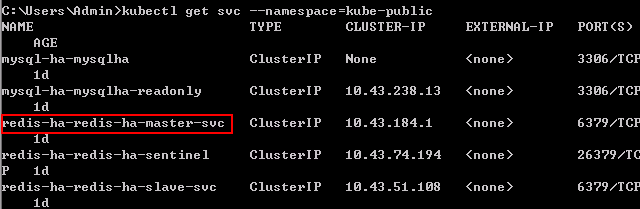 C:\Users\Admin>kubectl get svc --namespace=kube-public
NAME TYPE CLUSTER-IP EXTERNAL-IP PORT(S)
AGE
mysql-ha-mysqlha ClusterIP None <none> 3306/TCP
1d
mysql-ha-mysqlha-readonly ClusterIP 10.43.238.13 <none> 3306/TCP
1d
redis-ha-redis-ha-master-svc ClusterIP 10.43.184.1 <none> 6379/TCP
1d
redis-ha-redis-ha-sentinel ClusterIP 10.43.74.194 <none> 26379/TC
P 1d
redis-ha-redis-ha-slave-svc ClusterIP 10.43.51.108 <none> 6379/TCP
1d